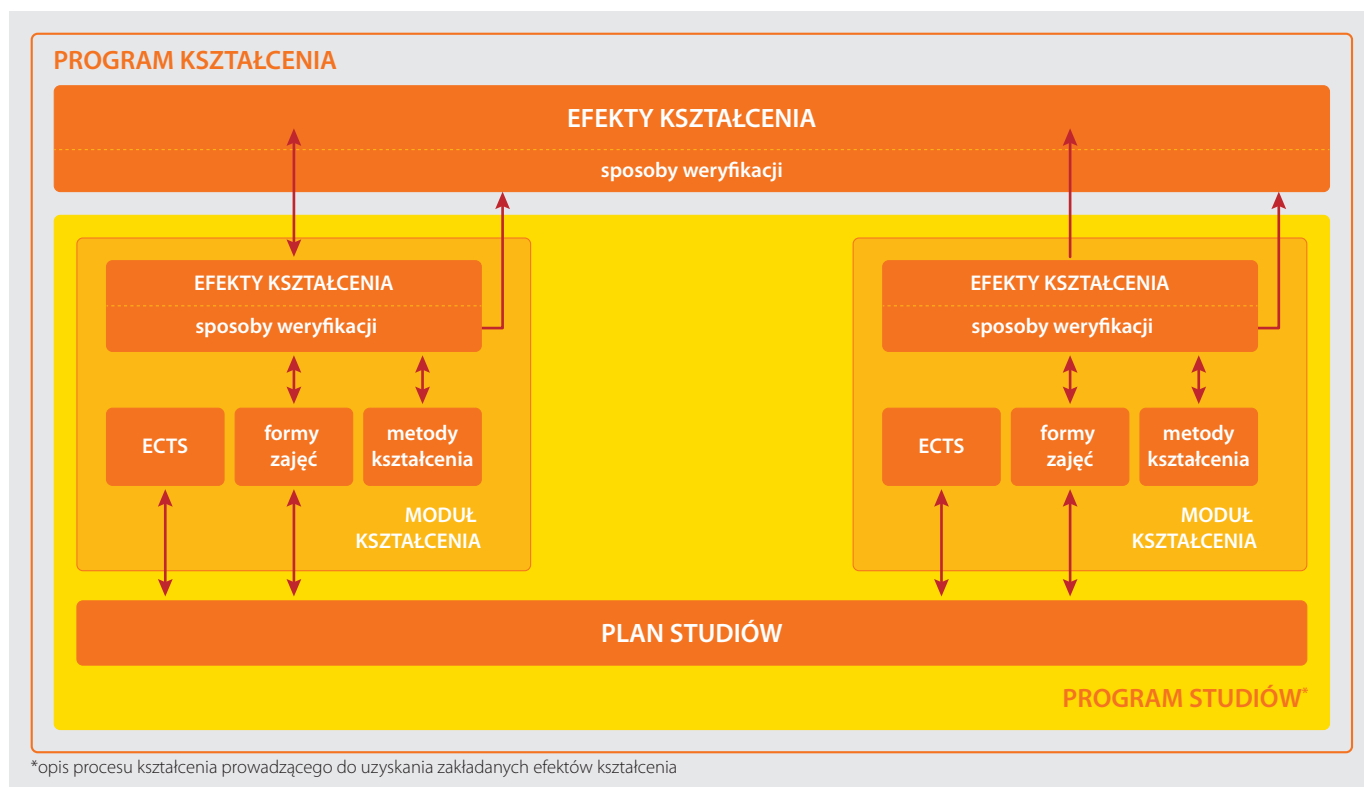 PROGRAM KSZTAŁCENIA
EFEKTY KSZTAŁCENIA
sposoby weryfikacji
EFEKTY KSZTAŁCENIA
sposoby weryfikacji
ECTS
formy
zajęć
metody
kształcenia
MODUŁ
KSZTAŁCENIA
EFEKTY KSZTAŁCENIA
sposoby weryfikacji
ECTS
formy
zajęć
metody
kształcenia
MODUŁ
KSZTAŁCENIA
PLAN STUDIÓW
PROGRAM STUDIÓW*
*opis procesu kształcenia prowadzącego do uzyskania zakładanych efektów kształcenia